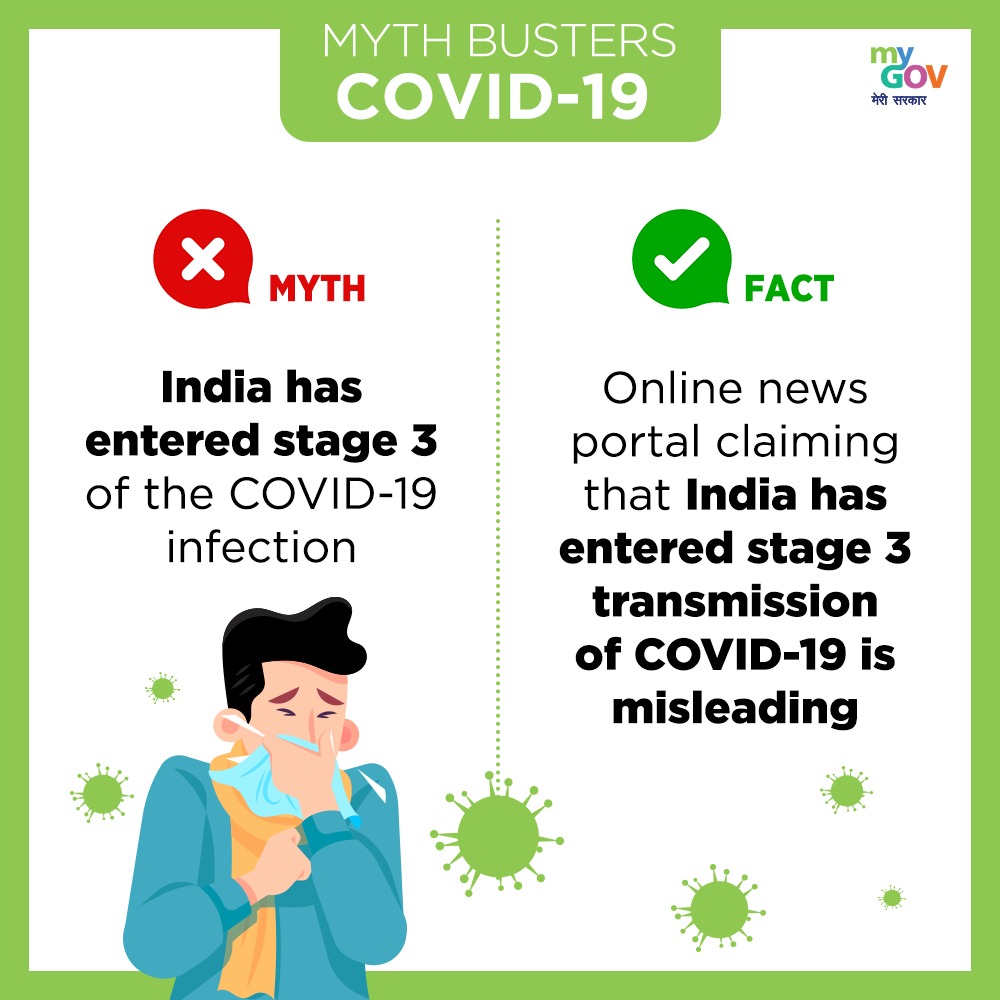 MYTH BUSTERS
COVID-19
my
GOV
मेरी सरकार
MYTH
India has
entered stage 3
of the COVID-19
infection
FACT
Online news
portal claiming
that India has
entered stage 3
transmission
of COVID-19 is
misleading